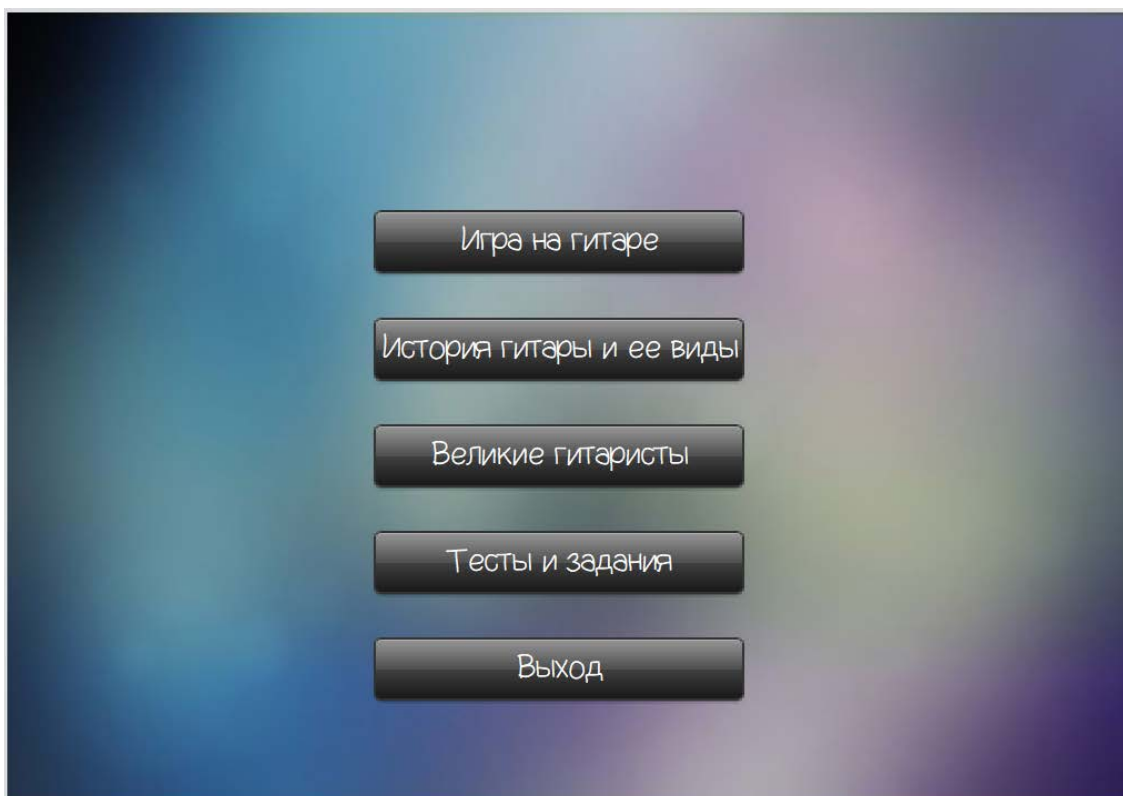 Игра на гитаре
История гитары и ее виды
Великие гитаристы
Тесты и задания
Выход